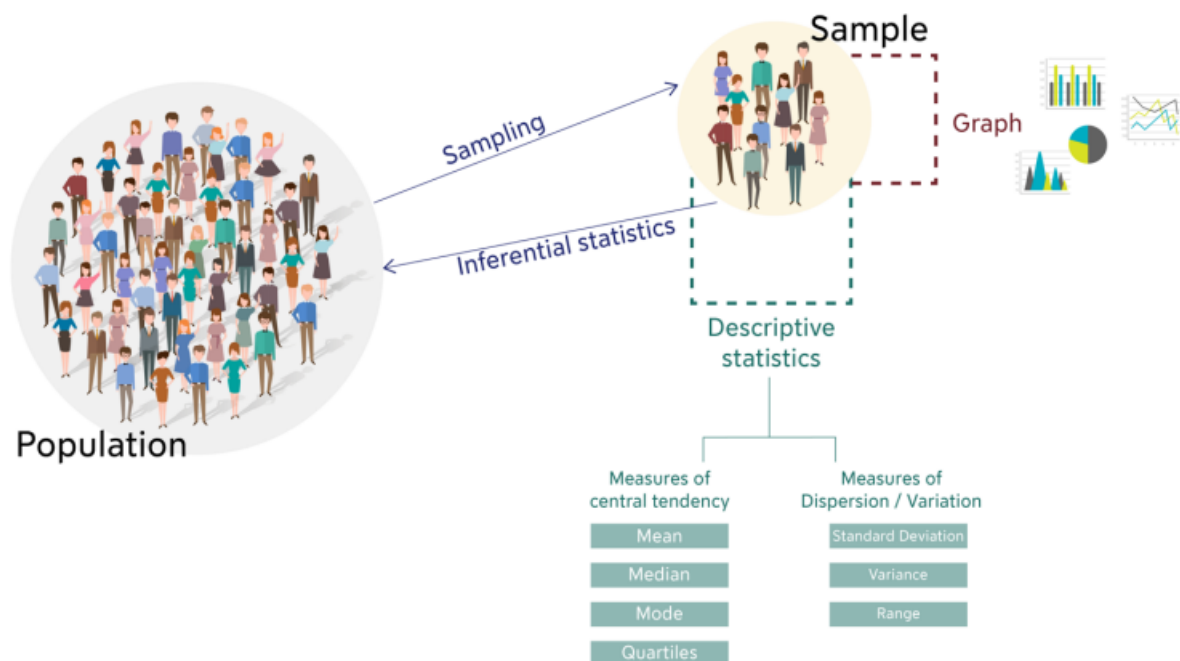 Sample
Sampling
Graph
Inferential statistics
Descriptive
statistics
Population
Measures of
central tendency
Mean
Median
Mode
Quartiles
Measures of
Dispersion / Variation
Standard Deviation
Variance
Range